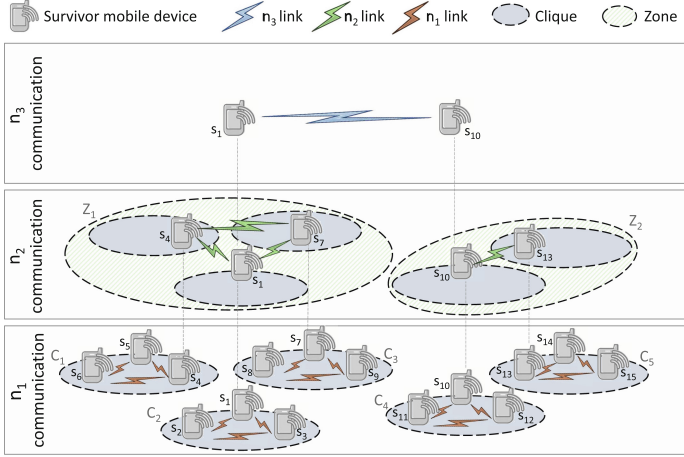 Survivor mobile device
n3 link
n2 link
n1 link
Clique
Zone
n3
communication
s1
s10
n2
communication
Z1
s4
s7
s1
Z2
s10
s13
n1
communication
C1
s5
s6
s4
C2
s1
s2
s3
C3
s7
s8
s9
C4
s10
s11
s12
C5
s14
s13
s15